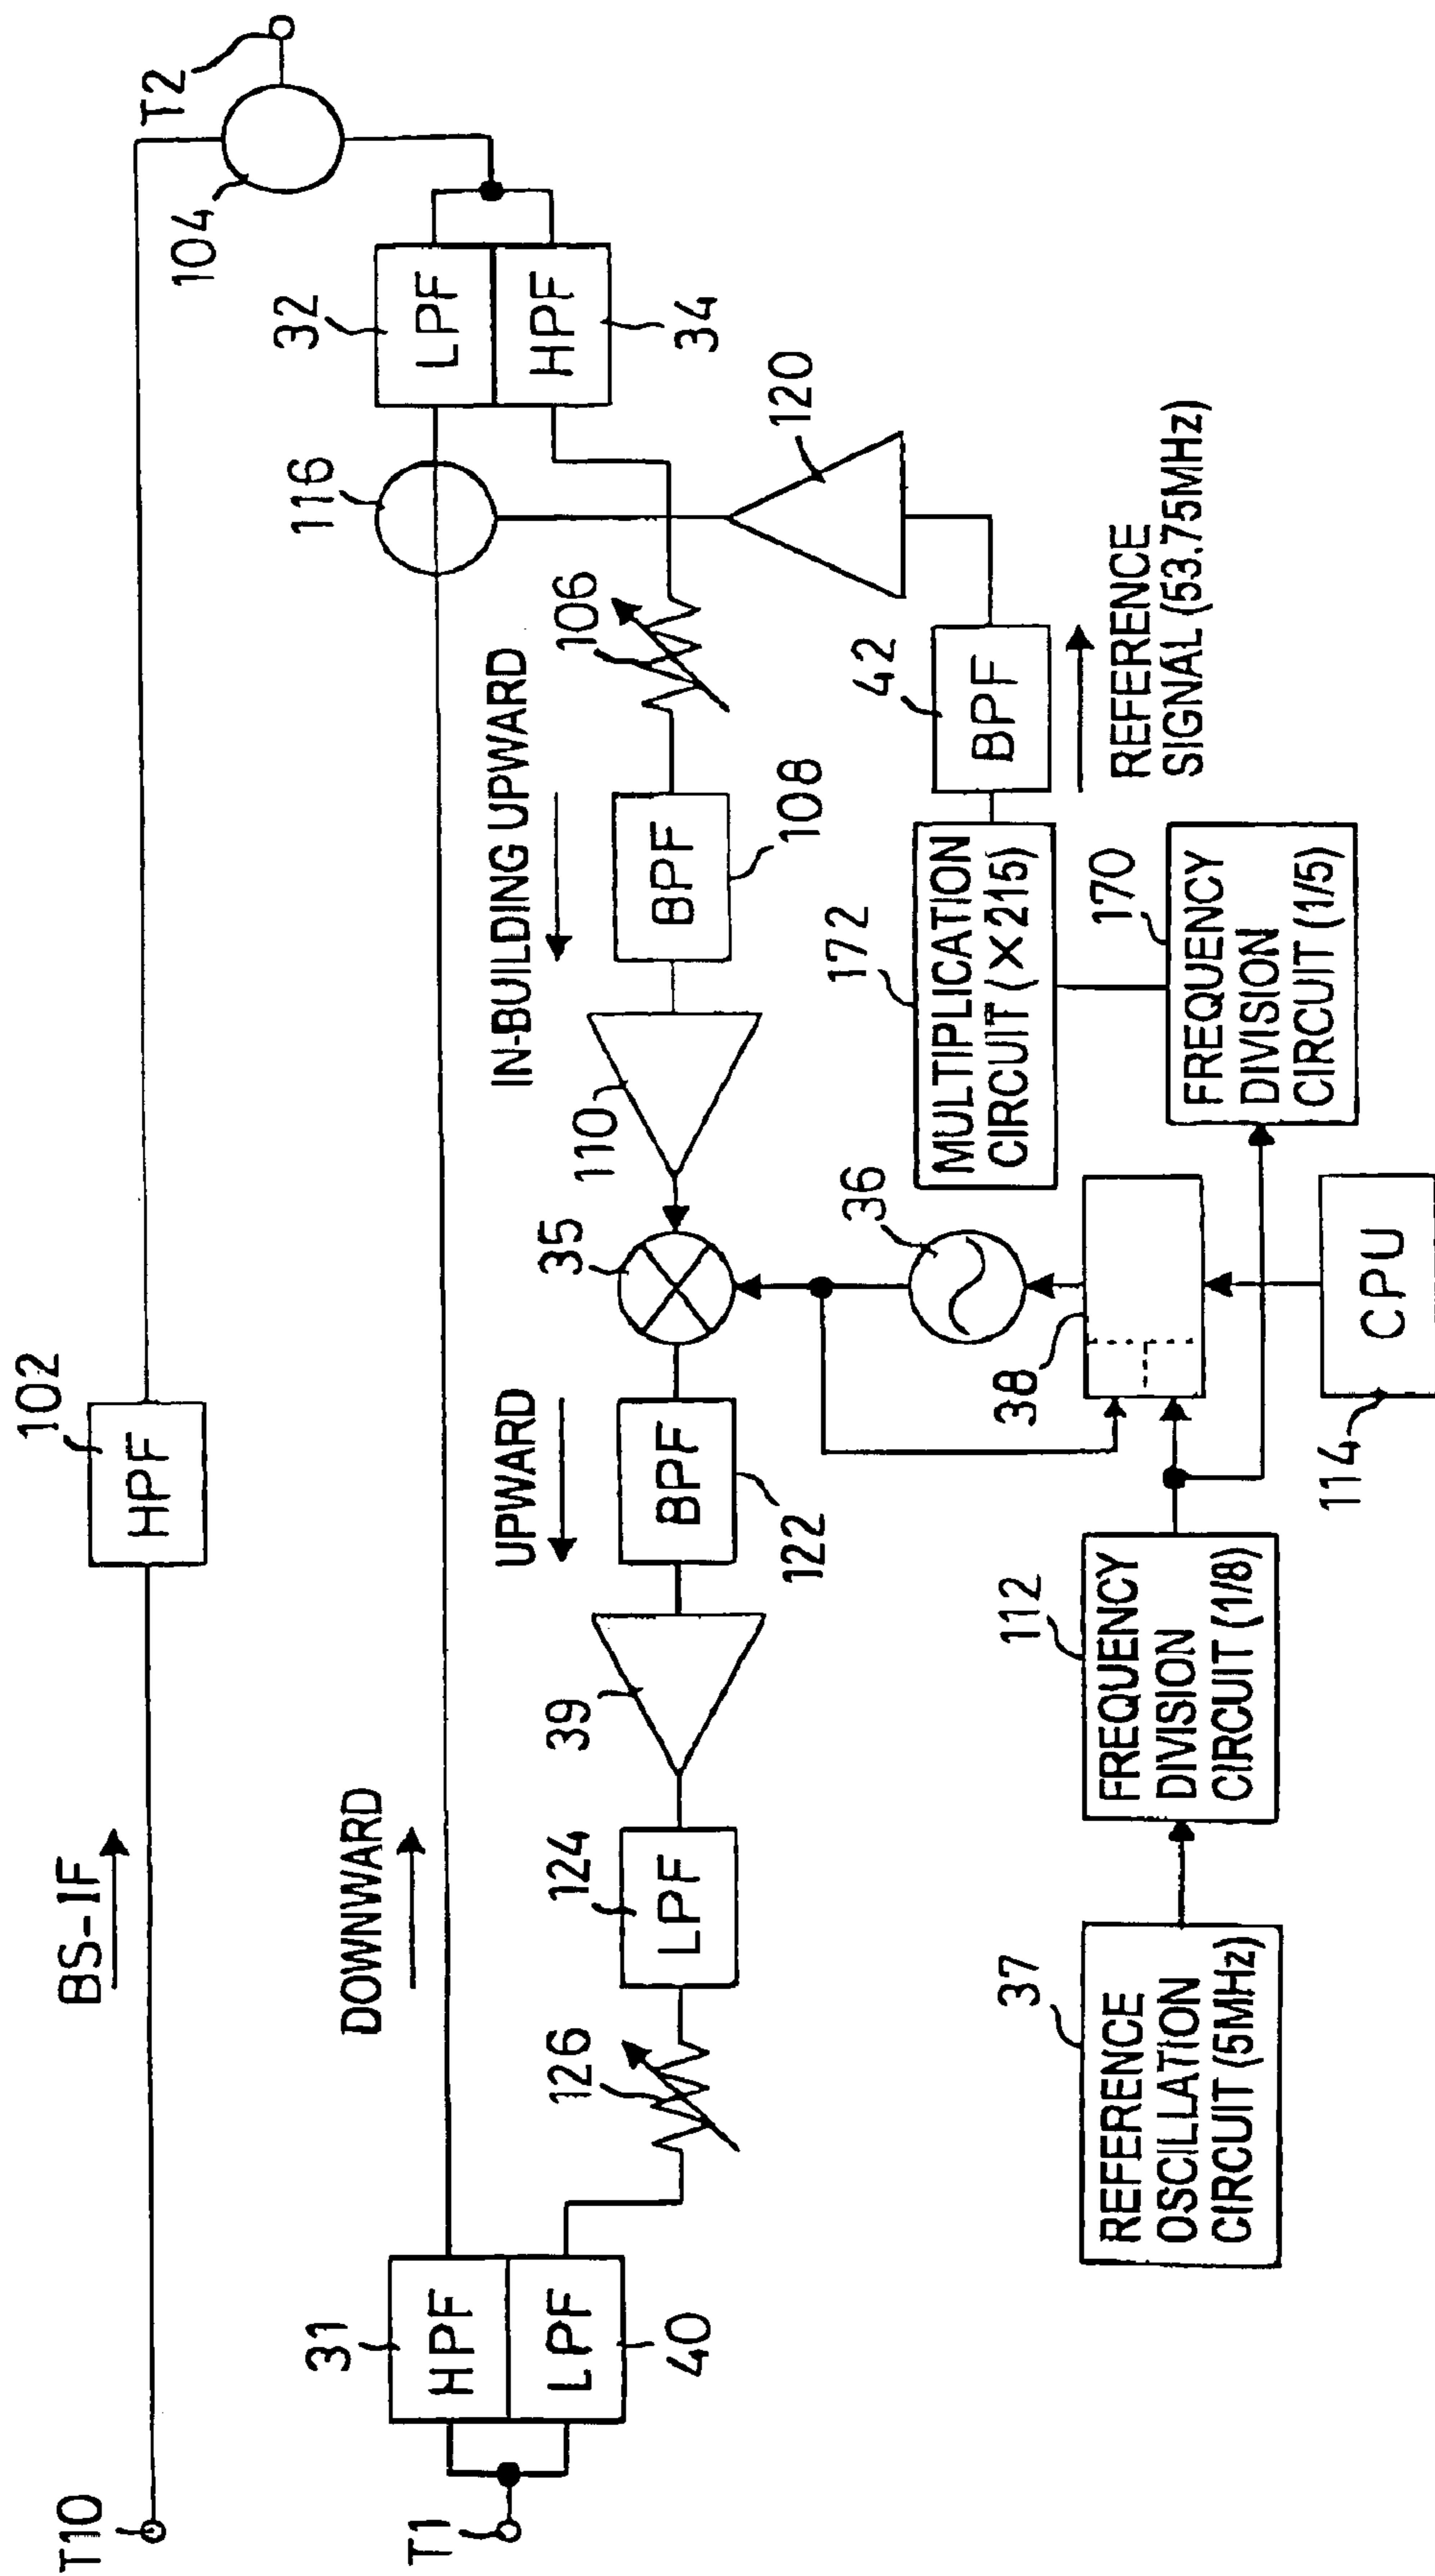 T10
BS-IF
102
HPF
T2
104
T1
31
HPF
LPF
40
DOWNWARD
116
32
LPF
HPF
34
126
124
LPF
39
UPWARD
BPF
122
35
110
IN-BUILDING UPWARD
BPF
108
106
120
36
38
42
BPF
REFERENCE
SIGNAL (53.75MHz)
172
MULTIPLICATION
CIRCUIT (×215)
170
FREQUENCY
DIVISION
CIRCUIT (1/5)
37
REFERENCE
OSCILLATION
CIRCUIT (5MHz)
112
FREQUENCY
DIVISION
CIRCUIT (1/8)
114
CPU